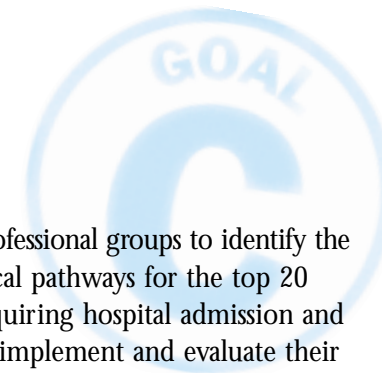 GOAL
C
ofessional groups to identify the
cal pathways for the top 20
quiring hospital admission and
implement and evaluate their